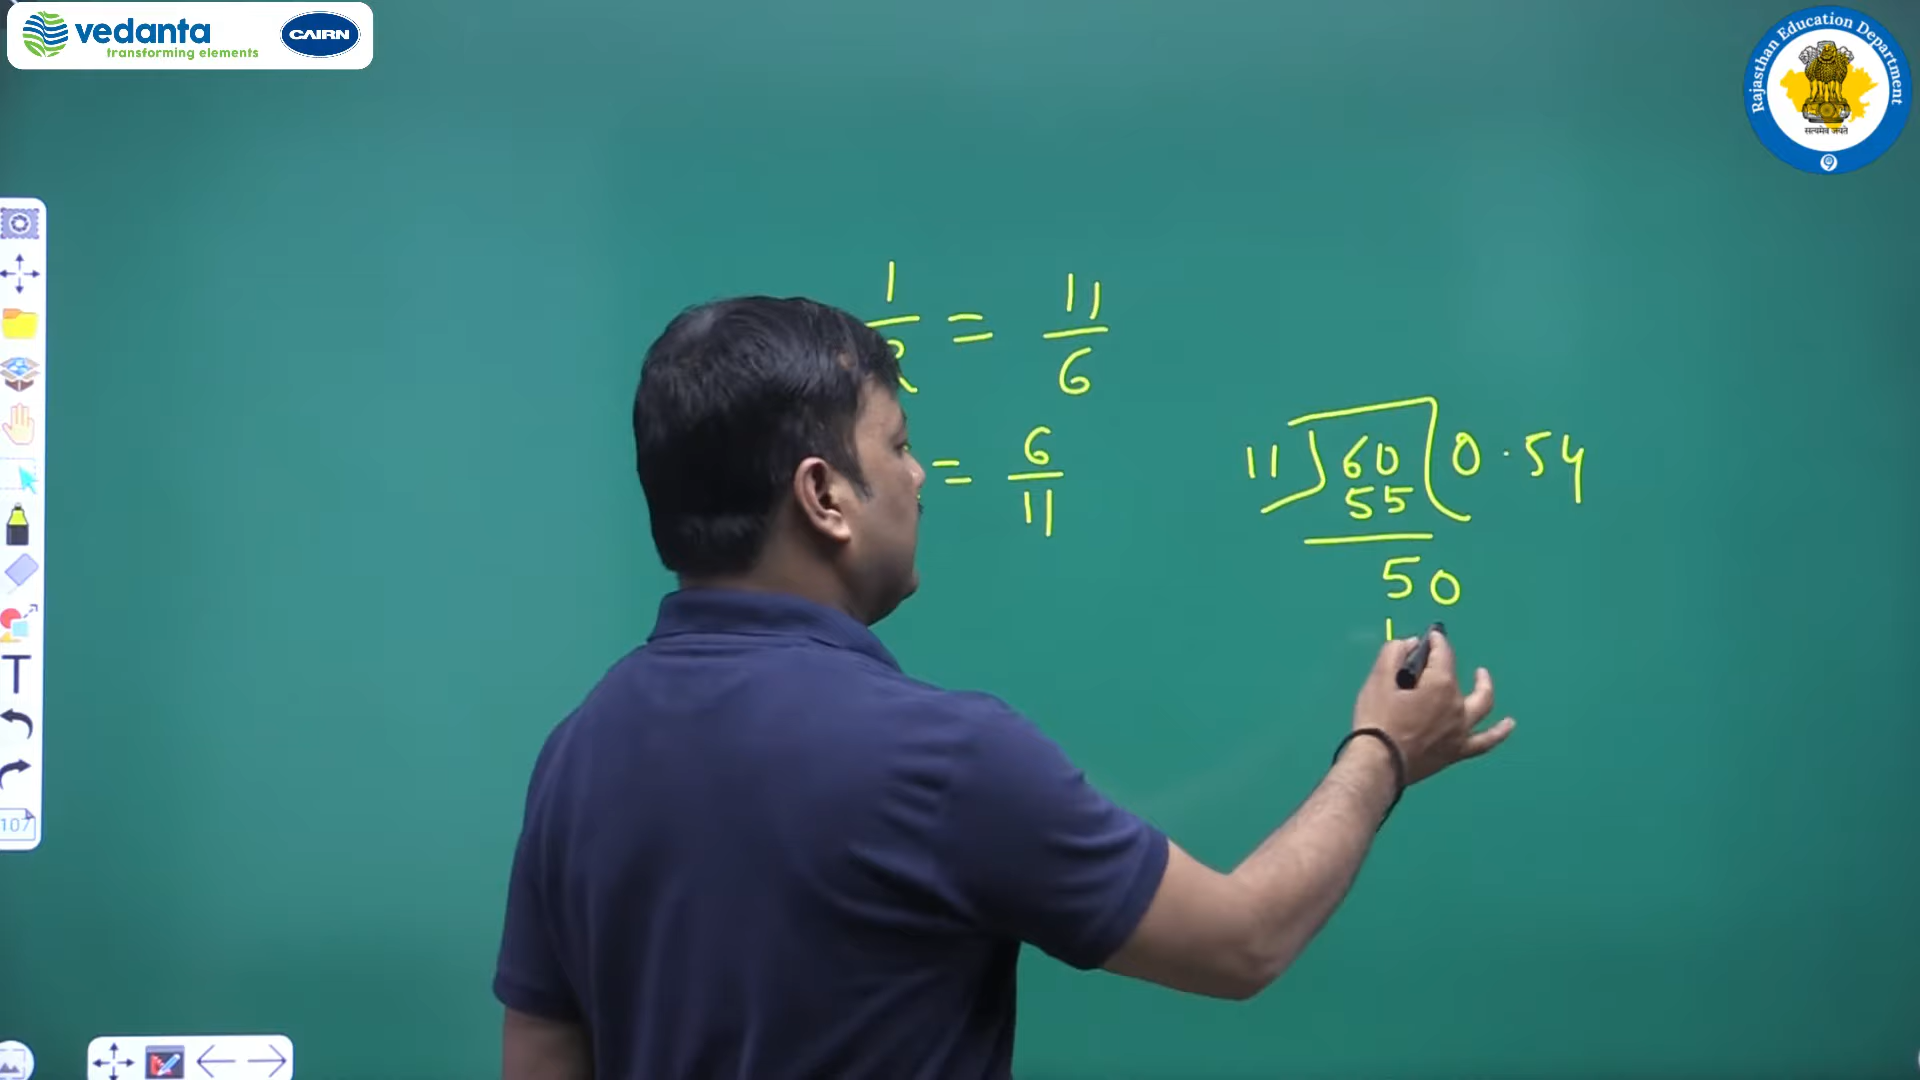 vedanta
transforming elements
CAIRN
Rajasthan Education Department
सत्यमेव जयते
1/R = 11/6
= 6/11
11 ) 60 ( 0.54
55
50
T
107